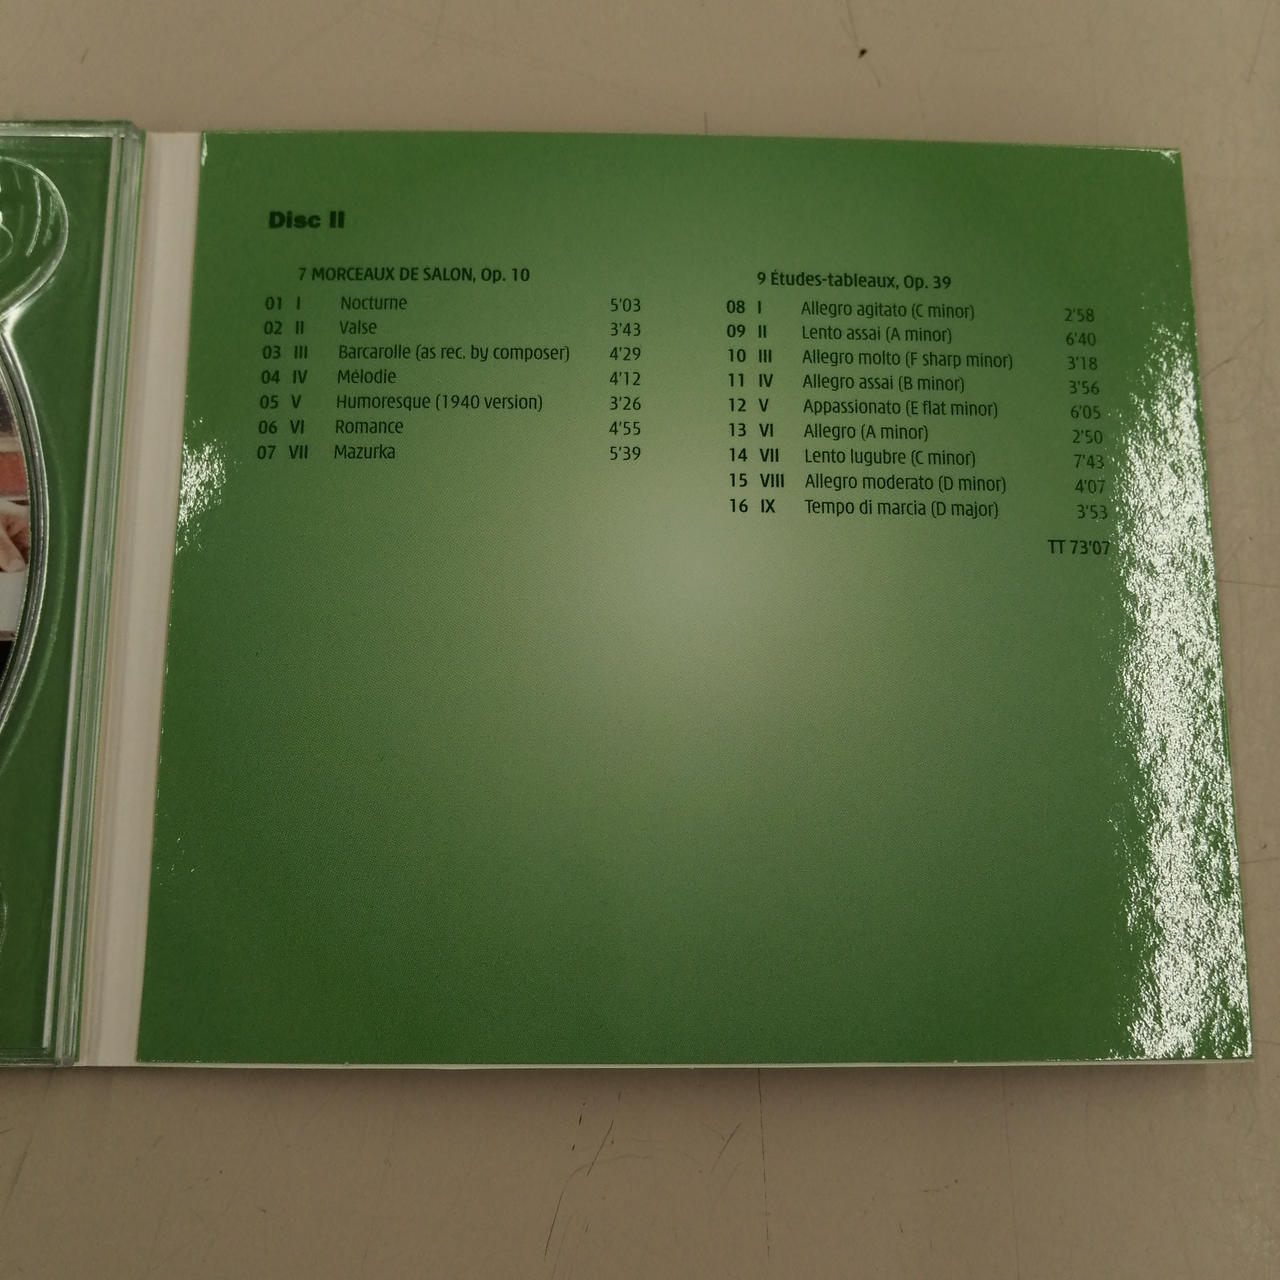 Disc II
7 MORCEAUX DE SALON, Op. 10
01 I Nocturne 5'03
02 II Valse 3'43
03 III Barcarolle (as rec. by composer) 4'29
04 IV Mélodie 4'12
05 V Humoresque (1940 version) 3'26
06 VI Romance 4'55
07 VII Mazurka 5'39
9 Études-tableaux, Op. 39
08 I Allegro agitato (C minor) 2'58
09 II Lento assai (A minor) 6'40
10 III Allegro molto (F sharp minor) 3'18
11 IV Allegro assai (B minor) 3'56
12 V Appassionato (E flat minor) 6'05
13 VI Allegro (A minor) 2'50
14 VII Lento lugubre (C minor) 7'43
15 VIII Allegro moderato (D minor) 4'07
16 IX Tempo di marcia (D major) 3'53
TT 73'07